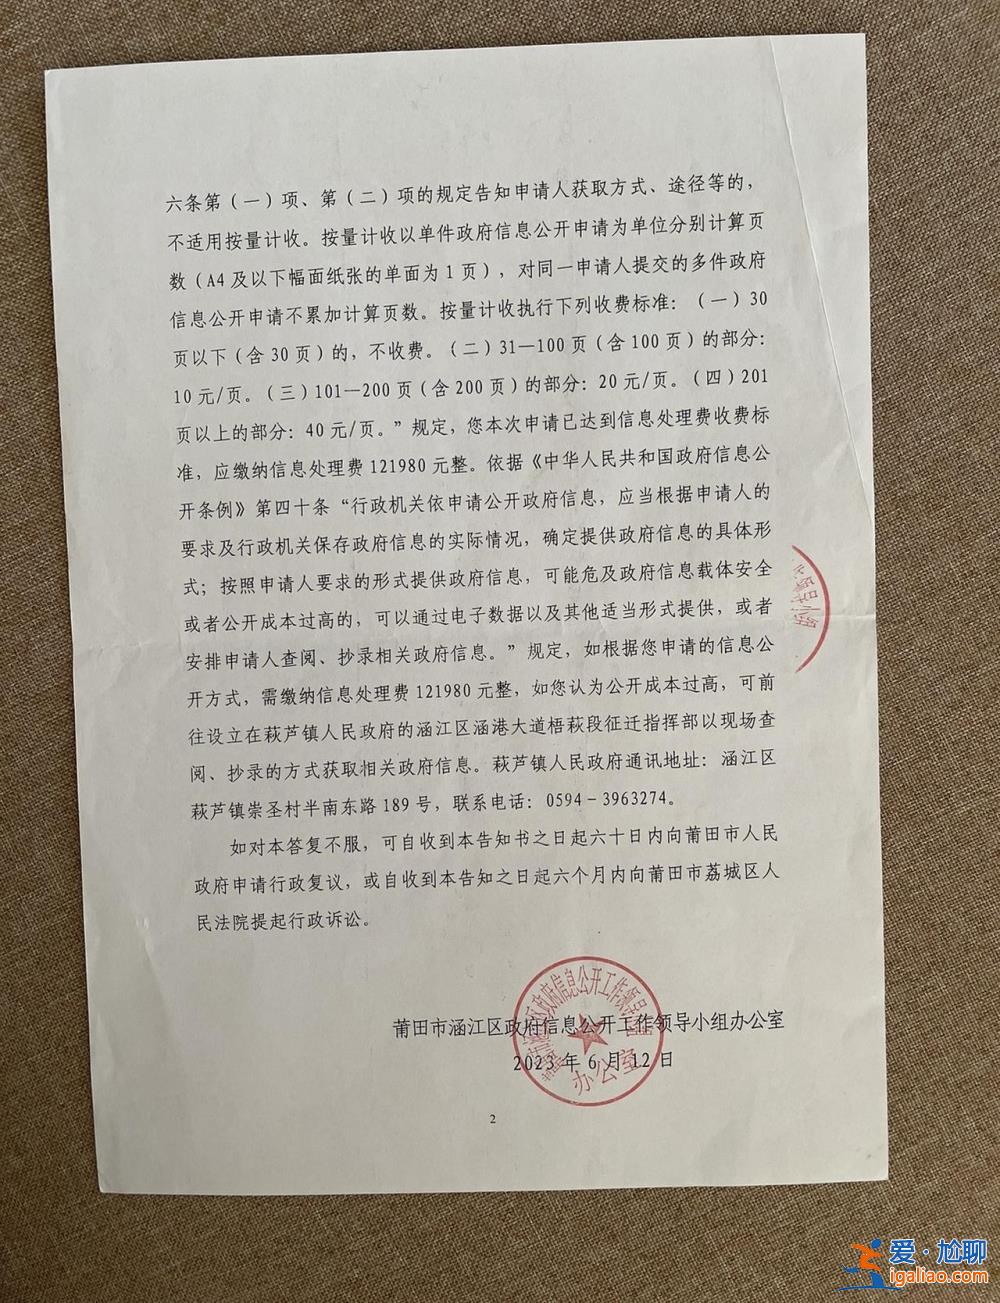 六条第(一)项、第(二)项的规定告知申请人获取方式、途径等的,
不适用按量计收。按量计收以单件政府信息公开申请为单位分别计算页
数(A4及以下幅面纸张的单面为1页),对同一申请人提交的多件政府
信息公开申请不累加计算页数。按量计收执行下列收费标准:(一)30
页以下(含30页)的,不收费。(二)31—100页(含100页)的部分:
10元/页。(三)101—200页(含200页)的部分:20元/页。(四)201
页以上的部分:40元/页。”规定,您本次申请已达到信息处理费收费标
准,应缴纳信息处理费121980元整。依据《中华人民共和国政府信息公
开条例》第四十条“行政机关依申请公开政府信息,应当根据申请人的
要求及行政机关保存政府信息的实际情况,确定提供政府信息的具体形
式;按照申请人要求的形式提供政府信息,可能危及政府信息载体安全
或者公开成本过高的,可以通过电子数据以及其他适当形式提供,或者
安排申请人查阅、抄录相关政府信息。”规定,如根据您申请的信息公
开方式,需缴纳信息处理费121980元整,如您认为公开成本过高,可前
往设立在萩芦镇人民政府的涵江区涵港大道梧萩段征迁指挥部以现场查
阅、抄录的方式获取相关政府信息。萩芦镇人民政府通讯地址:涵江区
萩芦镇崇圣村半南东路189号,联系电话:0594-3963274。
如对本答复不服,可自收到本告知书之日起六十日内向莆田市人民
政府申请行政复议,或自收到本告知之日起六个月内向莆田市荔城区人
民法院提起行政诉讼。
导小组
莆田市涵江区政府信息公开工作领导小组办公室
2023年6月12日
区政府信息公开工作领导
办公室
2
爱·尬聊
igaliao.com